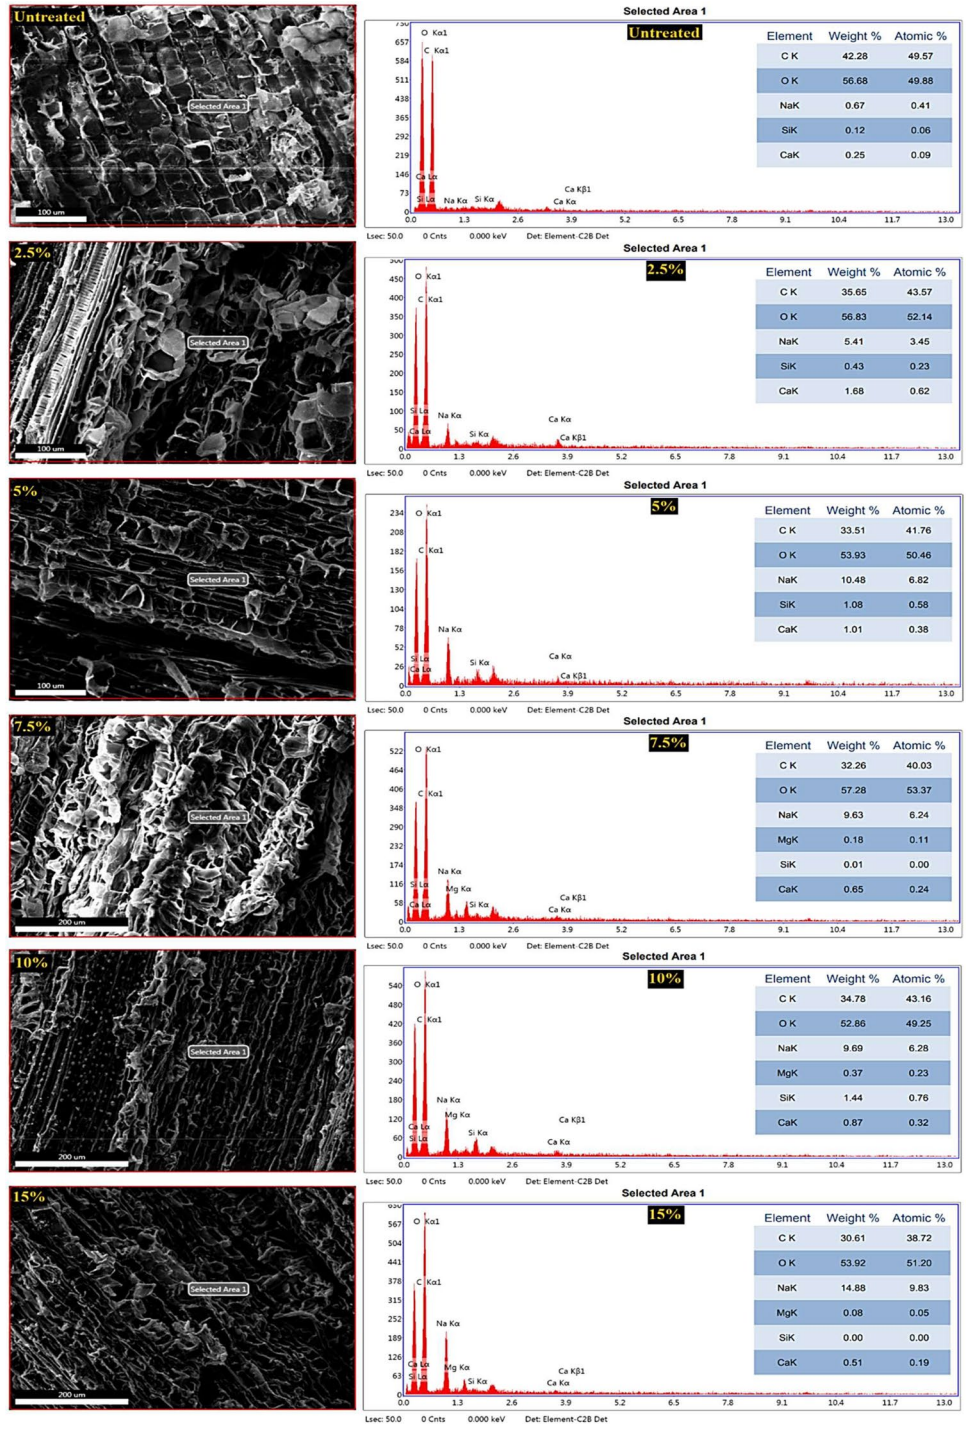 Untreated
Selected Area 1
100 um
Selected Area 1
Untreated
657
584
511
438
365
292
219
146
73
0
O Kα1
C Kα1
Ca Lα
Si Lα
Na Kα
Si Kα
Ca Kα
Ca Kβ1
0.0 1.3 2.6 3.9 5.2 6.5 7.8 9.1 10.4 11.7 13.0
Lsec: 50.0 0 Cnts 0.000 keV Det: Element-C2B Det
Element Weight % Atomic %
C K 42.28 49.57
O K 56.68 49.88
NaK 0.67 0.41
SiK 0.12 0.06
CaK 0.25 0.09
2.5%
Selected Area 1
100 um
Selected Area 1
2.5%
450
400
350
300
250
200
150
100
50
0
O Kα1
C Kα1
Si Lα
Ca Lα
Na Kα
Si Kα
Ca Kα
Ca Kβ1
0.0 1.3 2.6 3.9 5.2 6.5 7.8 9.1 10.4 11.7 13.0
Lsec: 50.0 0 Cnts 0.000 keV Det: Element-C2B Det
Element Weight % Atomic %
C K 35.65 43.57
O K 56.83 52.14
NaK 5.41 3.45
SiK 0.43 0.23
CaK 1.68 0.62
5%
Selected Area 1
100 um
Selected Area 1
5%
234
208
182
156
130
104
78
52
26
0
O Kα1
C Kα1
Si Lα
Ca Lα
Na Kα
Si Kα
Ca Kα
Ca Kβ1
0.0 1.3 2.6 3.9 5.2 6.5 7.8 9.1 10.4 11.7 13.0
Lsec: 50.0 0 Cnts 0.000 keV Det: Element-C2B Det
Element Weight % Atomic %
C K 33.51 41.76
O K 53.93 50.46
NaK 10.48 6.82
SiK 1.08 0.58
CaK 1.01 0.38
7.5%
Selected Area 1
200 um
Selected Area 1
7.5%
522
464
406
348
290
232
174
116
58
0
O Kα1
C Kα1
Si Lα
Ca Lα
Na Kα
Mg Kα
Si Kα
Ca Kα
Ca Kβ1
0.0 1.3 2.6 3.9 5.2 6.5 7.8 9.1 10.4 11.7 13.0
Lsec: 50.0 0 Cnts 0.000 keV Det: Element-C2B Det
Element Weight % Atomic %
C K 32.26 40.03
O K 57.28 53.37
NaK 9.63 6.24
MgK 0.18 0.11
SiK 0.01 0.00
CaK 0.65 0.24
10%
Selected Area 1
200 um
Selected Area 1
10%
540
480
420
360
300
240
180
120
60
0
O Kα1
C Kα1
Ca Lα
Si Lα
Na Kα
Mg Kα
Si Kα
Ca Kα
Ca Kβ1
0.0 1.3 2.6 3.9 5.2 6.5 7.8 9.1 10.4 11.7 13.0
Lsec: 50.0 0 Cnts 0.000 keV Det: Element-C2B Det
Element Weight % Atomic %
C K 34.78 43.16
O K 52.86 49.25
NaK 9.69 6.28
MgK 0.37 0.23
SiK 1.44 0.76
CaK 0.87 0.32
15%
Selected Area 1
200 um
Selected Area 1
15%
630
567
504
441
378
315
252
189
126
63
0
O Kα1
C Kα1
Ca Lα
Si Lα
Na Kα
Mg Kα
Si Kα
Ca Kα
Ca Kβ1
0.0 1.3 2.6 3.9 5.2 6.5 7.8 9.1 10.4 11.7 13.0
Lsec: 50.0 0 Cnts 0.000 keV Det: Element-C2B Det
Element Weight % Atomic %
C K 30.61 38.72
O K 53.92 51.20
NaK 14.88 9.83
MgK 0.08 0.05
SiK 0.00 0.00
CaK 0.51 0.19